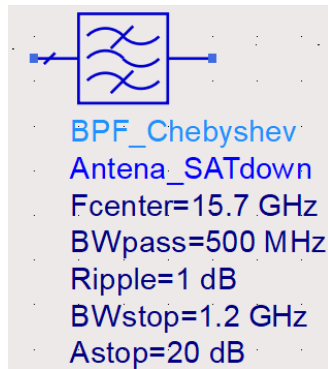 BPF_Chebyshev
Antena_SATdown
Fcenter=15.7 GHz
BWpass=500 MHz
Ripple=1 dB
BWstop=1.2 GHz
Astop=20 dB